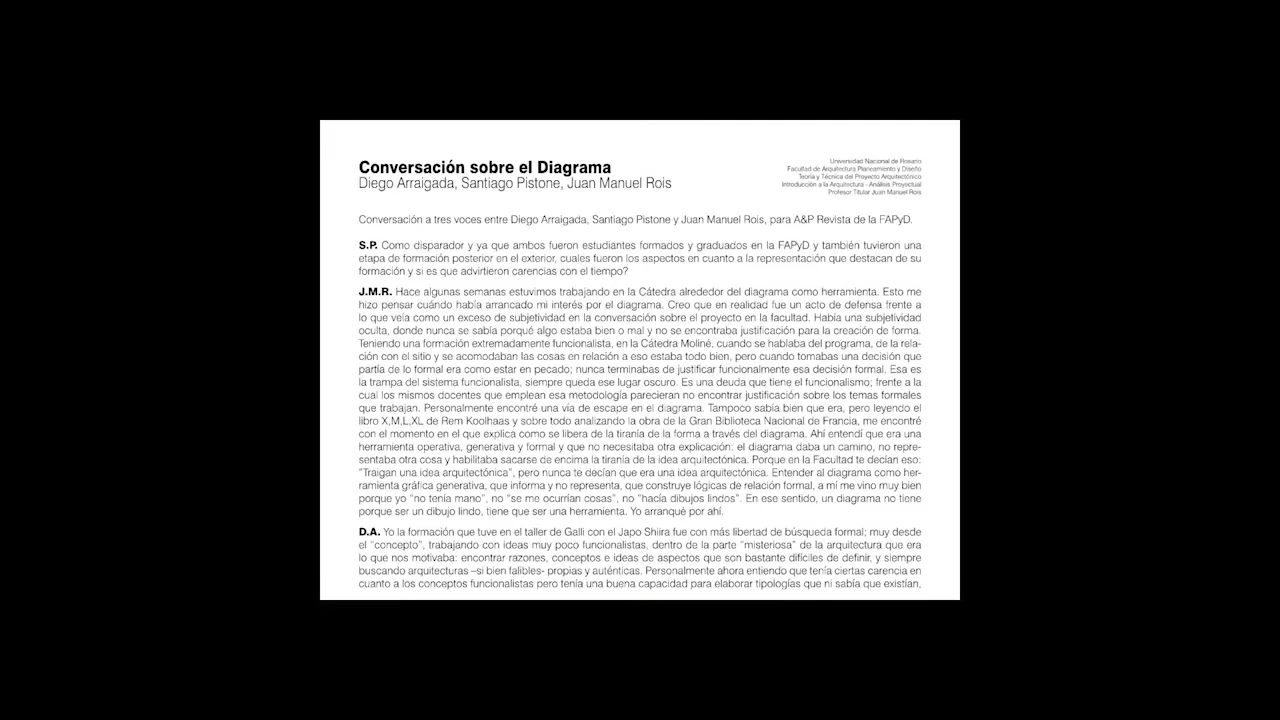 Conversación sobre el Diagrama
Diego Arraigada, Santiago Pistone, Juan Manuel Rois
Universidad Nacional de Rosario
Facultad de Arquitectura Planeamiento y Diseño
Teoría y Técnica del Proyecto Arquitectónico
Introducción a la Arquitectura - Análisis Proyectual
Profesor Titular Juan Manuel Rois
Conversación a tres voces entre Diego Arraigada, Santiago Pistone y Juan Manuel Rois, para A&P Revista de la FAPyD.
S.P. Como disparador y ya que ambos fueron estudiantes formados y graduados en la FAPyD y también tuvieron una
etapa de formación posterior en el exterior, cuales fueron los aspectos en cuanto a la representación que destacan de su
formación y si es que advirtieron carencias con el tiempo?
J.M.R. Hace algunas semanas estuvimos trabajando en la Cátedra alrededor del diagrama como herramienta. Esto me
hizo pensar cuándo había arrancado mi interés por el diagrama. Creo que en realidad fue un acto de defensa frente a
lo que veía como un exceso de subjetividad en la conversación sobre el proyecto en la facultad. Había una subjetividad
oculta, donde nunca se sabía porqué algo estaba bien o mal y no se encontraba justificación para la creación de forma.
Teniendo una formación extremadamente funcionalista, en la Cátedra Moliné, cuando se hablaba del programa, de la rela-
ción con el sitio y se acomodaban las cosas en relación a eso estaba todo bien, pero cuando tomabas una decisión que
partía de lo formal era como estar en pecado; nunca terminabas de justificar funcionalmente esa decisión formal. Esa es
la trampa del sistema funcionalista, siempre queda ese lugar oscuro. Es una deuda que tiene el funcionalismo; frente a la
cual los mismos docentes que emplean esa metodología parecieran no encontrar justificación sobre los temas formales
que trabajan. Personalmente encontré una vía de escape en el diagrama. Tampoco sabía bien que era, pero leyendo el
libro X,M,L,XL de Rem Koolhaas y sobre todo analizando la obra de la Gran Biblioteca Nacional de Francia, me encontré
con el momento en el que explica como se libera de la tiranía de la forma a través del diagrama. Ahí entendí que era una
herramienta operativa, generativa y formal y que no necesitaba otra explicación: el diagrama daba un camino, no repre-
sentaba otra cosa y habilitaba sacarse de encima la tiranía de la idea arquitectónica. Porque en la Facultad te decían eso:
"Traigan una idea arquitectónica", pero nunca te decían que era una idea arquitectónica. Entender al diagrama como her-
ramienta gráfica generativa, que informa y no representa, que construye lógicas de relación formal, a mí me vino muy bien
porque yo "no tenía mano", no "se me ocurrían cosas", no "hacía dibujos lindos". En ese sentido, un diagrama no tiene
porque ser un dibujo lindo, tiene que ser una herramienta. Yo arranqué por ahí.
D.A. Yo la formación que tuve en el taller de Galli con el Japo Shiira fue con más libertad de búsqueda formal; muy desde
el "concepto", trabajando con ideas muy poco funcionalistas, dentro de la parte "misteriosa" de la arquitectura que era
lo que nos motivaba: encontrar razones, conceptos e ideas de aspectos que son bastante difíciles de definir, y siempre
buscando arquitecturas –si bien falibles- propias y auténticas. Personalmente ahora entiendo que tenía ciertas carencia en
cuanto a los conceptos funcionalistas pero tenía una buena capacidad para elaborar tipologías que ni sabía que existían,